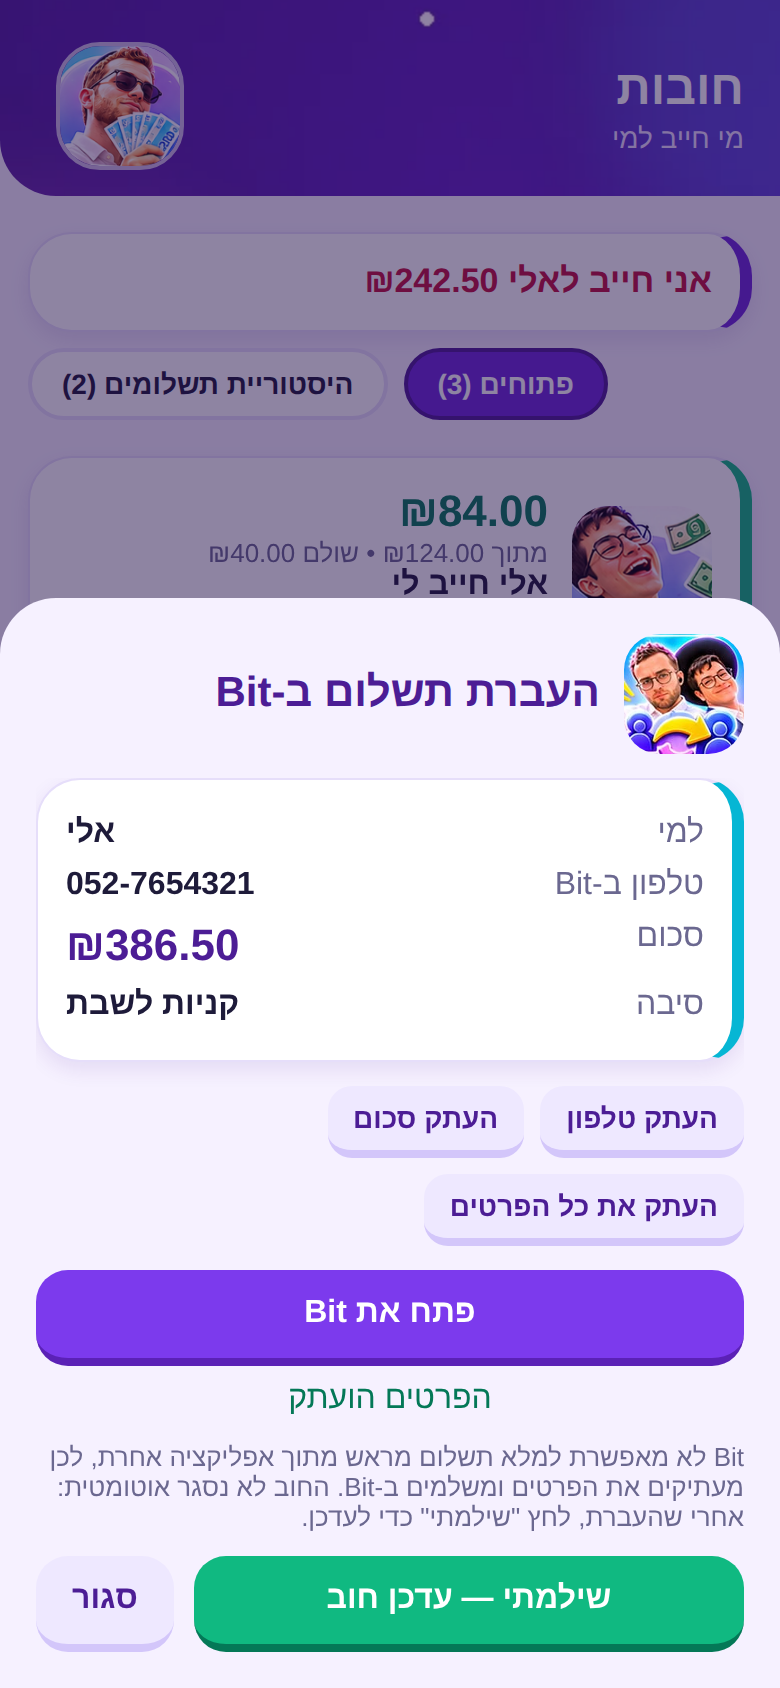 חובות
מי חייב למי
אני חייב לאלי ₪242.50
פתוחים (3)
היסטוריית תשלומים (2)
₪84.00
מתוך ₪124.00 • שולם ₪40.00
אלי חייב לי
העברת תשלום ב-Bit
למי
אלי
טלפון ב-Bit
052-7654321
סכום
₪386.50
סיבה
קניות לשבת
העתק טלפון
העתק סכום
העתק את כל הפרטים
פתח את Bit
הפרטים הועתק
Bit לא מאפשרת למלא תשלום מראש מתוך אפליקציה אחרת, לכן
מעתיקים את הפרטים ומשלמים ב-Bit. החוב לא נסגר אוטומטית:
אחרי שהעברת, לחץ "שילמתי" כדי לעדכן.
שילמתי — עדכן חוב
סגור